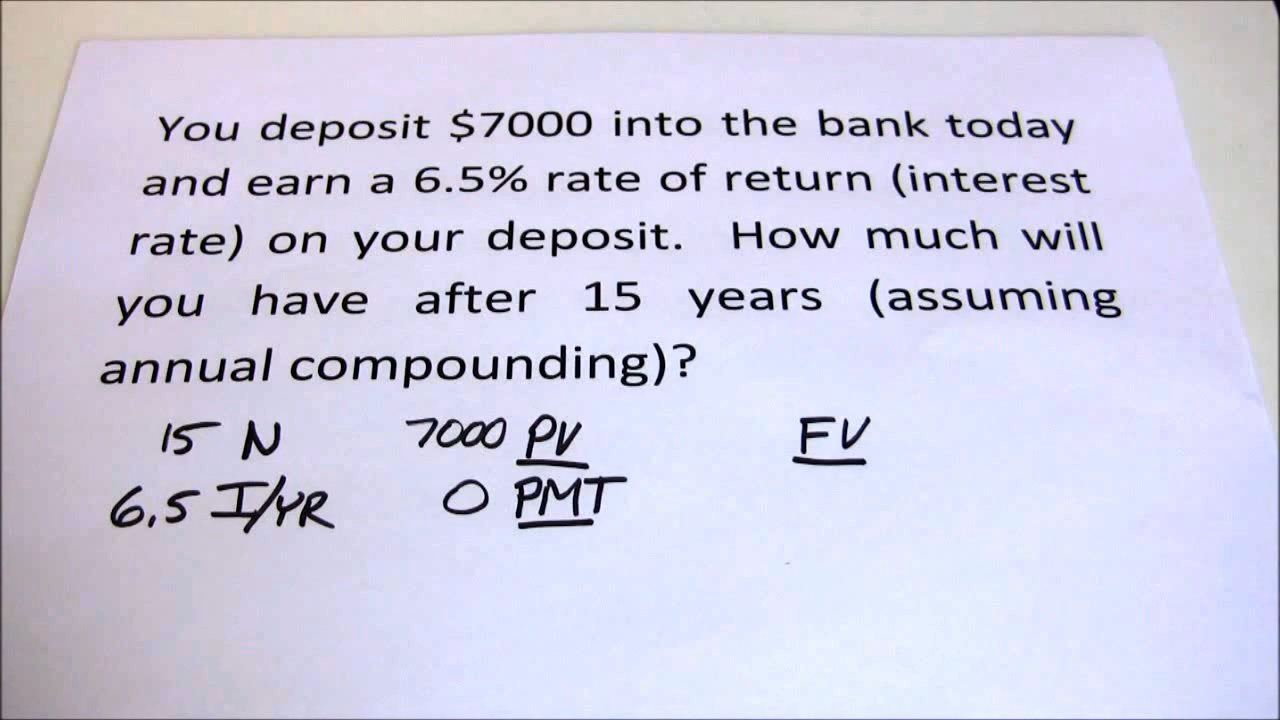 You deposit $7000 into the bank today
and earn a 6.5% rate of return (interest
rate) on your deposit. How much will
you have after 15 years (assuming
annual compounding)?
15 N 7000 PV FV
6.5 I/YR 0 PMT